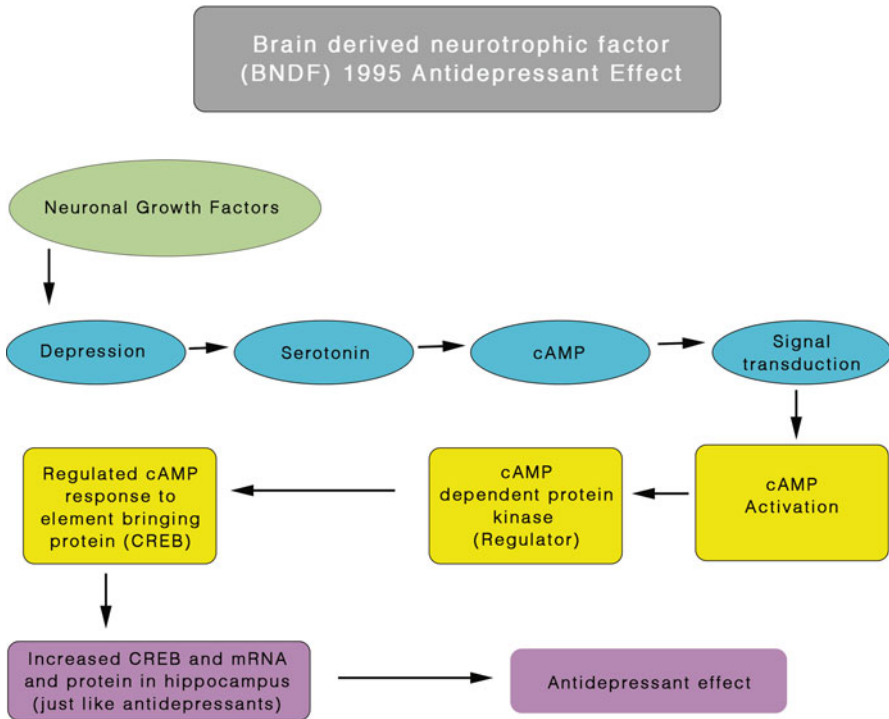 Brain derived neurotrophic factor
(BNDF) 1995 Antidepressant Effect
Neuronal Growth Factors
Depression
Serotonin
cAMP
Signal
transduction
Regulated cAMP
response to
element bringing
protein (CREB)
cAMP
dependent protein
kinase
(Regulator)
cAMP
Activation
Increased CREB and mRNA
and protein in hippocampus
(just like antidepressants)
Antidepressant effect